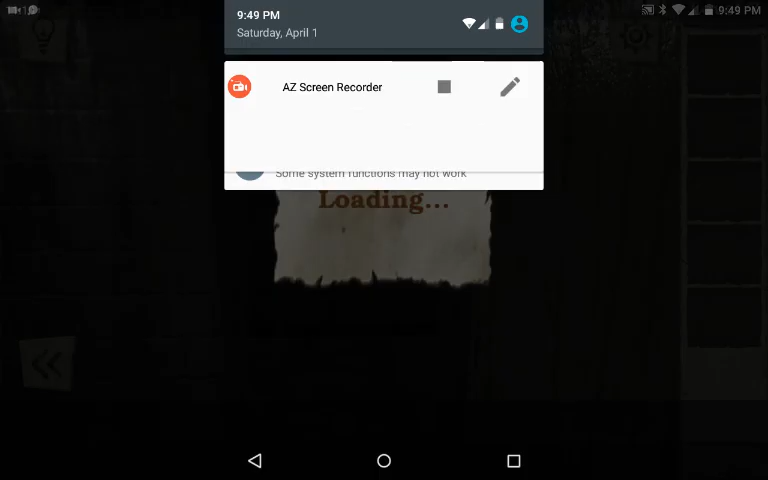 9:49 PM
Saturday, April 1
9:49 PM
AZ Screen Recorder
Some system functions may not work
Loading...